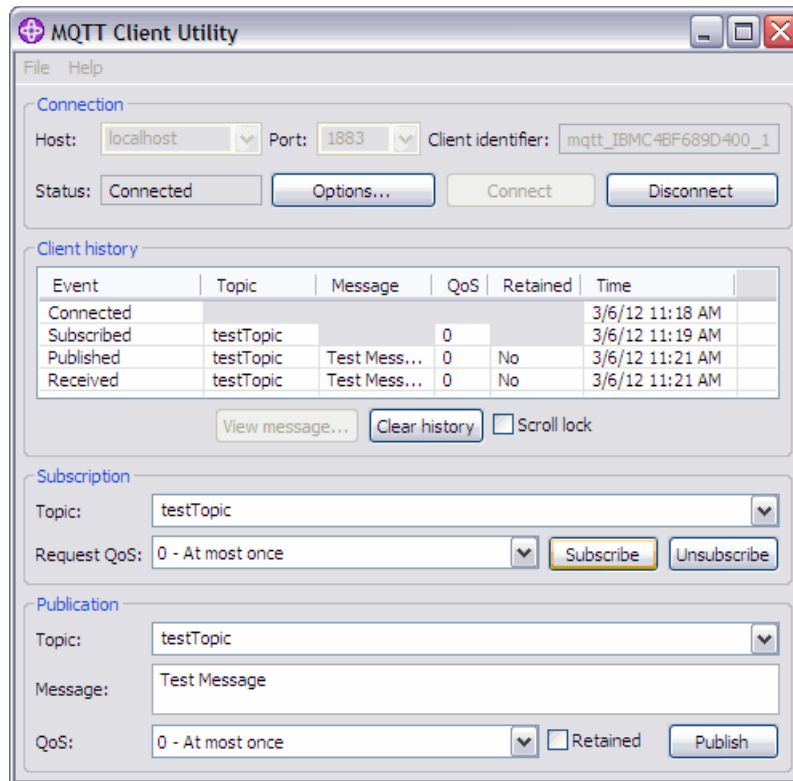 MQTT Client Utility
File Help
Connection
Host: localhost Port: 1883 Client identifier: mqtt_IBMC4BF689D400_1
Status: Connected Options... Connect Disconnect
Client history
Event Topic Message QoS Retained Time
Connected 3/6/12 11:18 AM
Subscribed testTopic 0 3/6/12 11:19 AM
Published testTopic Test Mess... 0 No 3/6/12 11:21 AM
Received testTopic Test Mess... 0 No 3/6/12 11:21 AM
View message... Clear history Scroll lock
Subscription
Topic: testTopic
Request QoS: 0 - At most once Subscribe Unsubscribe
Publication
Topic: testTopic
Message: Test Message
QoS: 0 - At most once Retained Publish